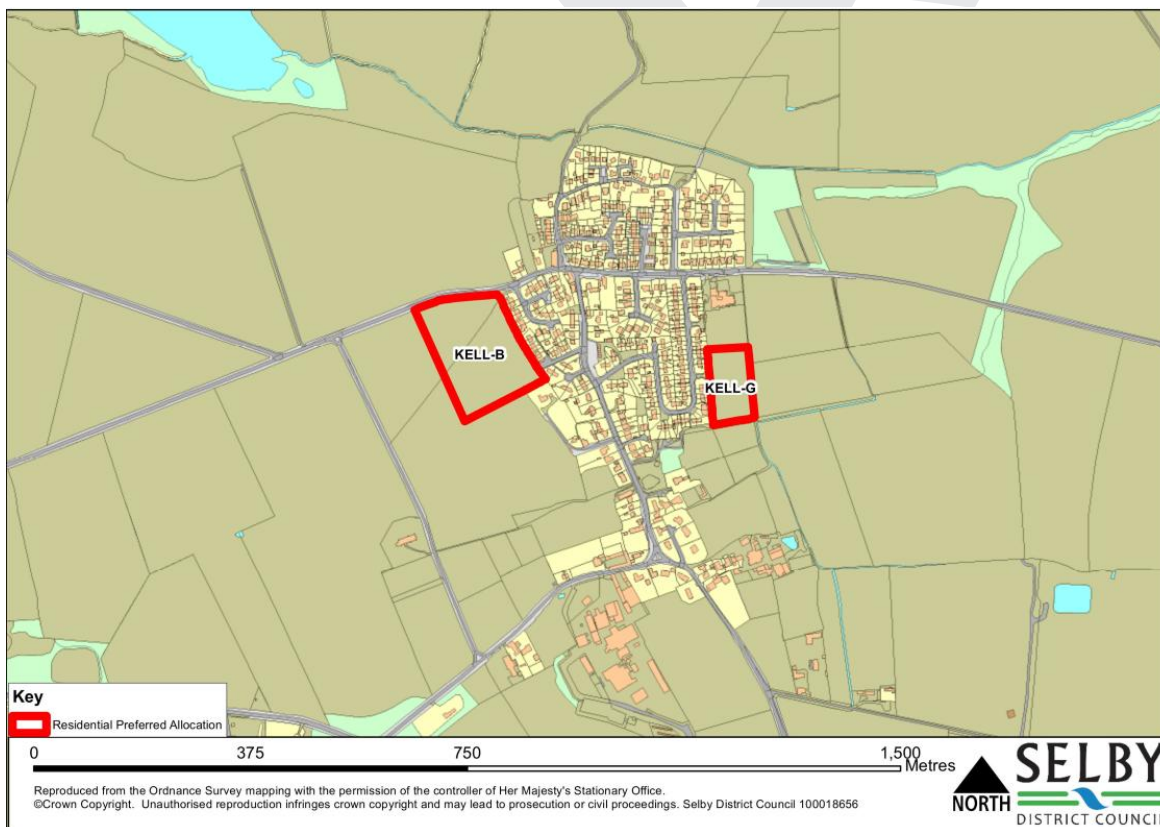 KELL-B
KELL-G
Key
Residential Preferred Allocation
0 375 750 1,500
Metres
Reproduced from the Ordnance Survey mapping with the permission of the controller of Her Majesty's Stationary Office.
©Crown Copyright. Unauthorised reproduction infringes crown copyright and may lead to prosecution or civil proceedings. Selby District Council 100018656
NORTH
SELBY
DISTRICT COUNCIL